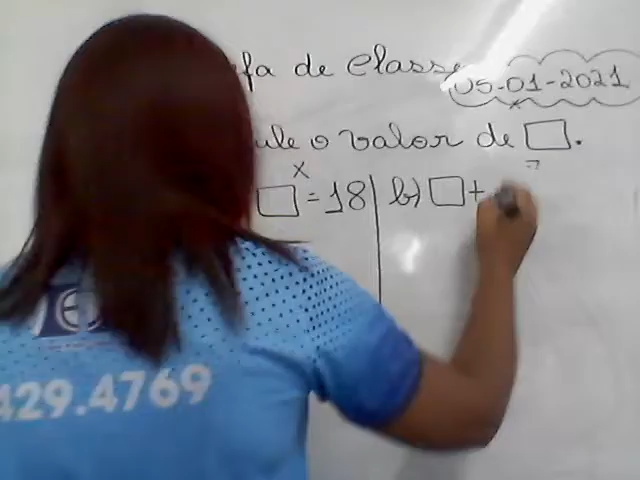 fa de Classe
05-01-2021
ule o valor de □.
x
□ = 18 b) □ +
429.4769